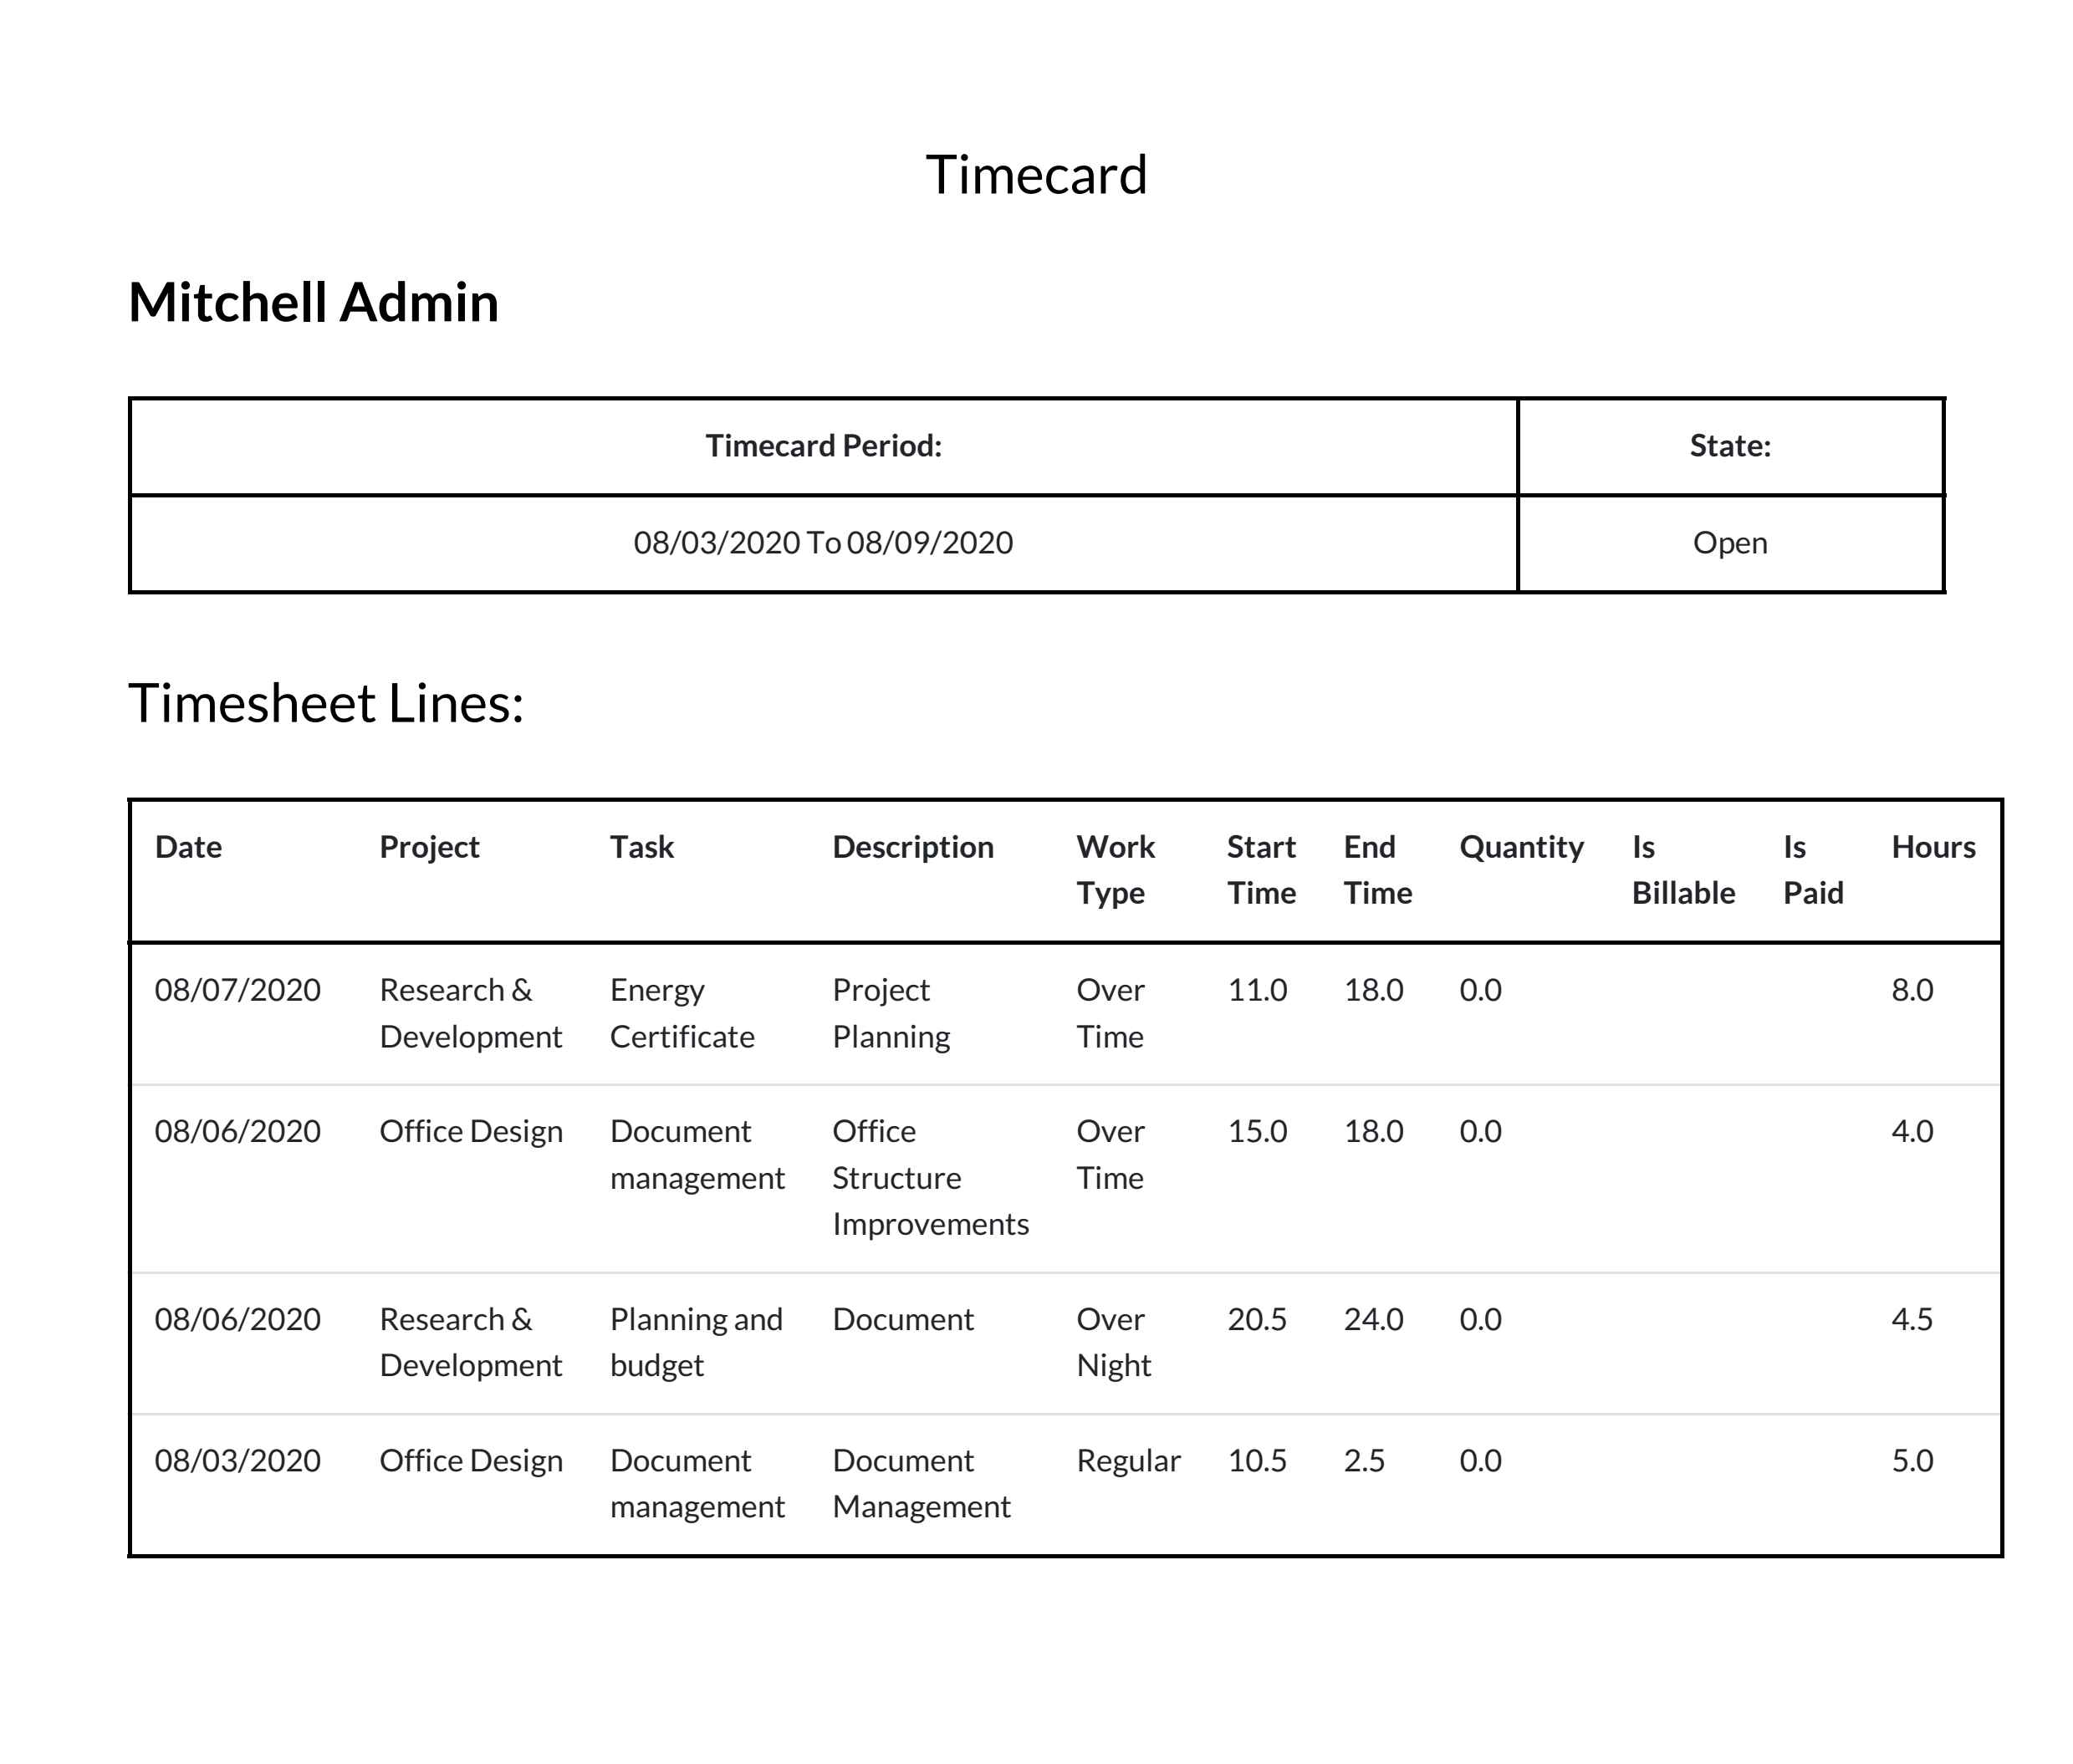 Timecard
Mitchell Admin
Timecard Period: State:
08/03/2020 To 08/09/2020 Open
Timesheet Lines:
Date Project Task Description Work Start End Quantity Is Is Hours
Type Time Time Billable Paid
08/07/2020 Research & Energy Project Over 11.0 18.0 0.0 8.0
Development Certificate Planning Time
08/06/2020 Office Design Document Office Over 15.0 18.0 0.0 4.0
management Structure Time
Improvements
08/06/2020 Research & Planning and Document Over 20.5 24.0 0.0 4.5
Development budget Night
08/03/2020 Office Design Document Document Regular 10.5 2.5 0.0 5.0
management Management